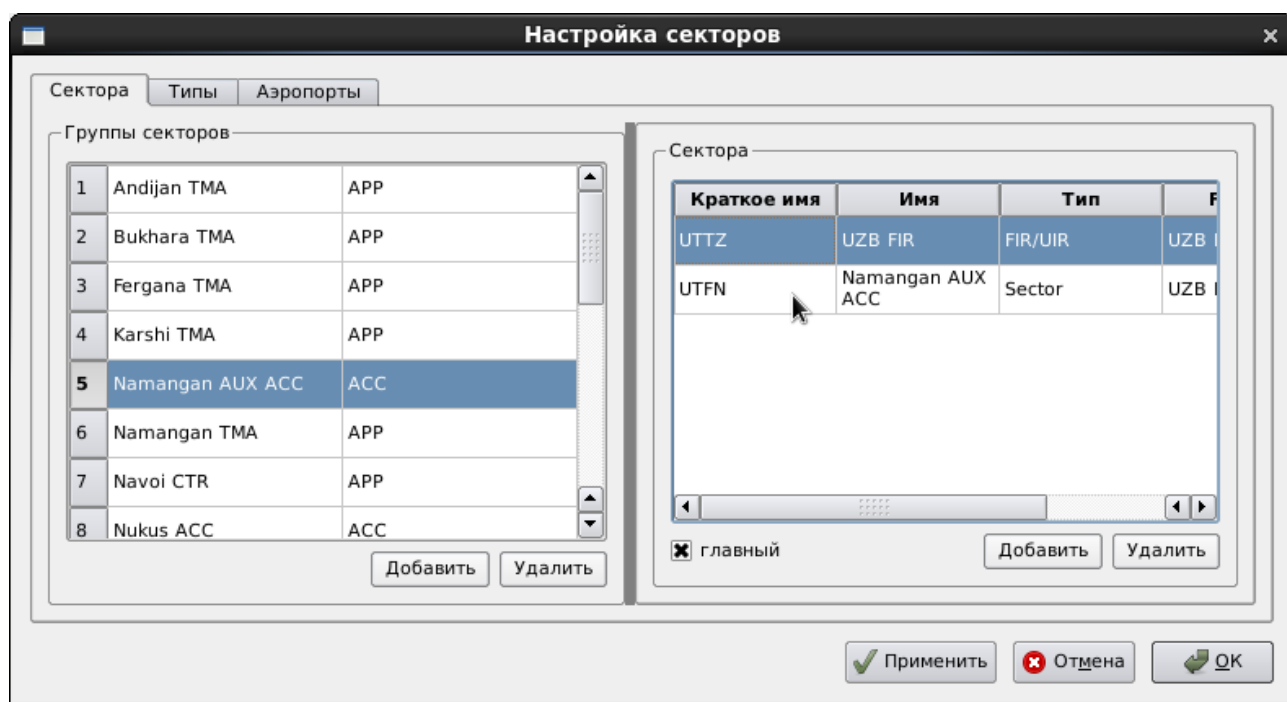 Настройка секторов
Сектора Типы Аэропорты
Группы секторов
1 Andijan TMA APP
2 Bukhara TMA APP
3 Fergana TMA APP
4 Karshi TMA APP
5 Namangan AUX ACC ACC
6 Namangan TMA APP
7 Navoi CTR APP
8 Nukus ACC ACC
Добавить Удалить
Сектора
Краткое имя Имя Тип
UTTZ UZB FIR FIR/UIR UZB
UTFN Namangan AUX ACC Sector UZB
главный Добавить Удалить
Применить Отмена OK